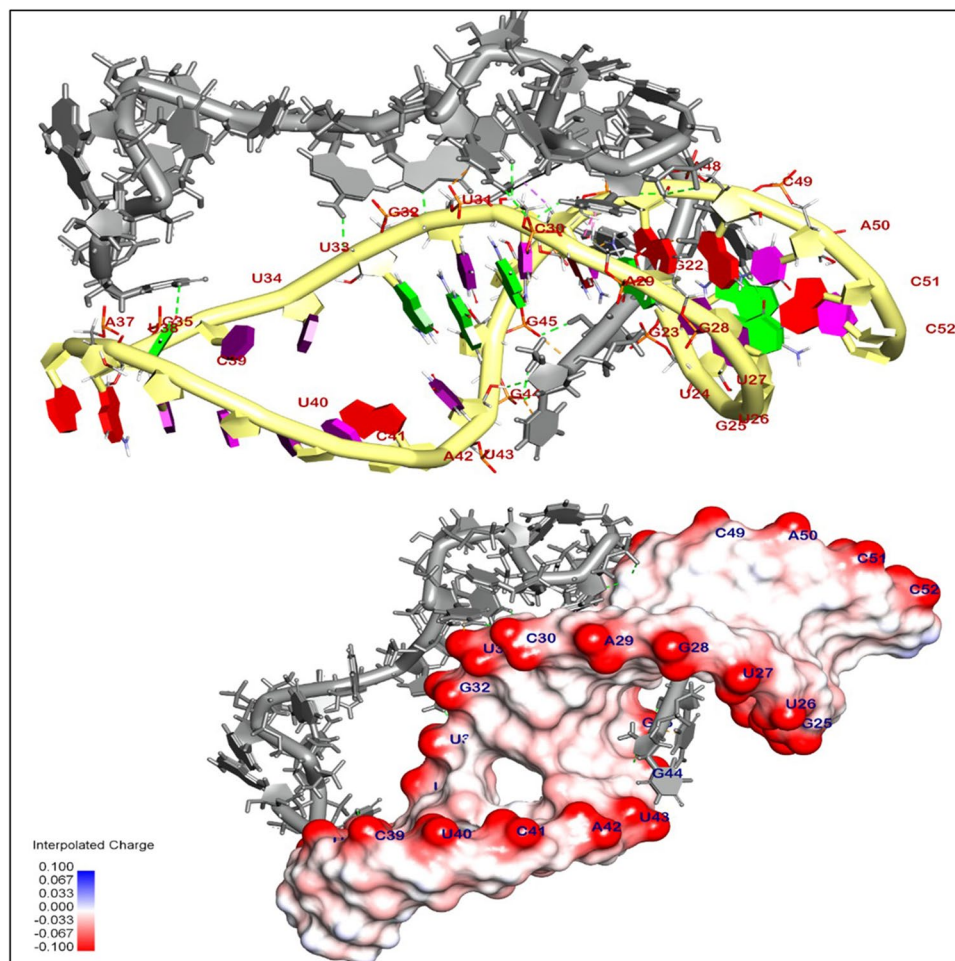 C49
G32
U31
A50
U33
C30
G22
U34
A29
C51
A37
G35
G45
G23
G28
C52
C39
U24
U27
U40
G44
G25
U26
C41
A42
U43
C49
A50
C51
C52
C30
A29
G28
G32
U27
U26
G25
G44
C39
U40
C41
A42
U43
Interpolated Charge
0.100
0.067
0.033
0.000
-0.033
-0.067
-0.100